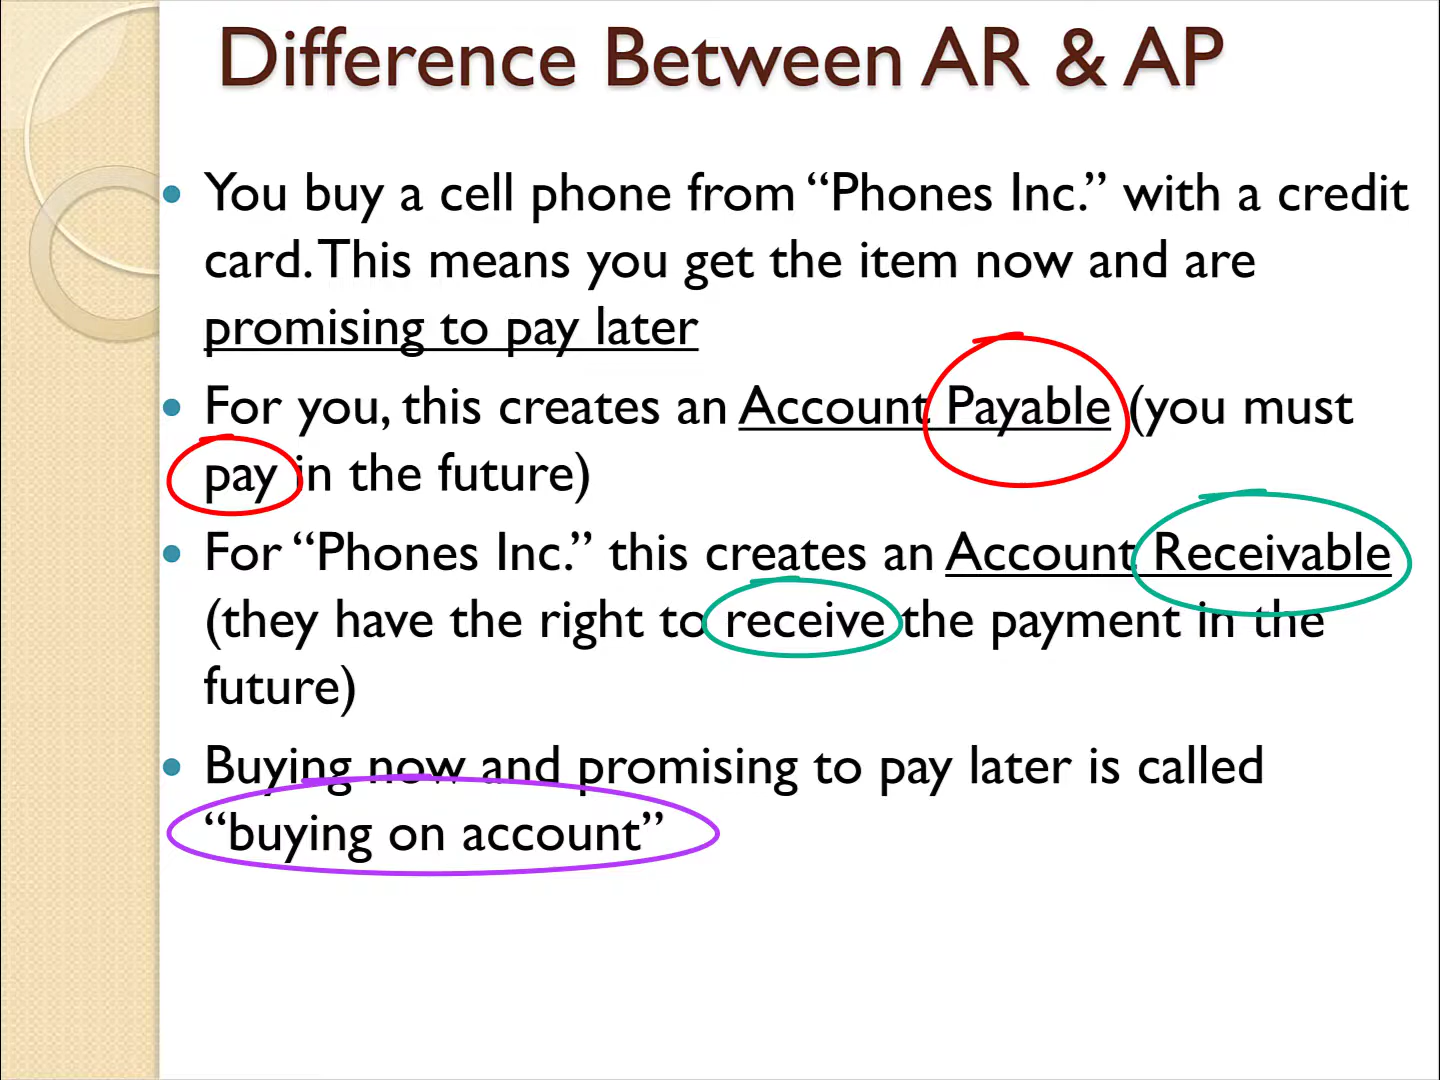 Difference Between AR & AP
• You buy a cell phone from “Phones Inc.” with a credit
card. This means you get the item now and are
promising to pay later
• For you, this creates an Account Payable (you must
pay in the future)
• For “Phones Inc.” this creates an Account Receivable
(they have the right to receive the payment in the
future)
• Buying now and promising to pay later is called
“buying on account”